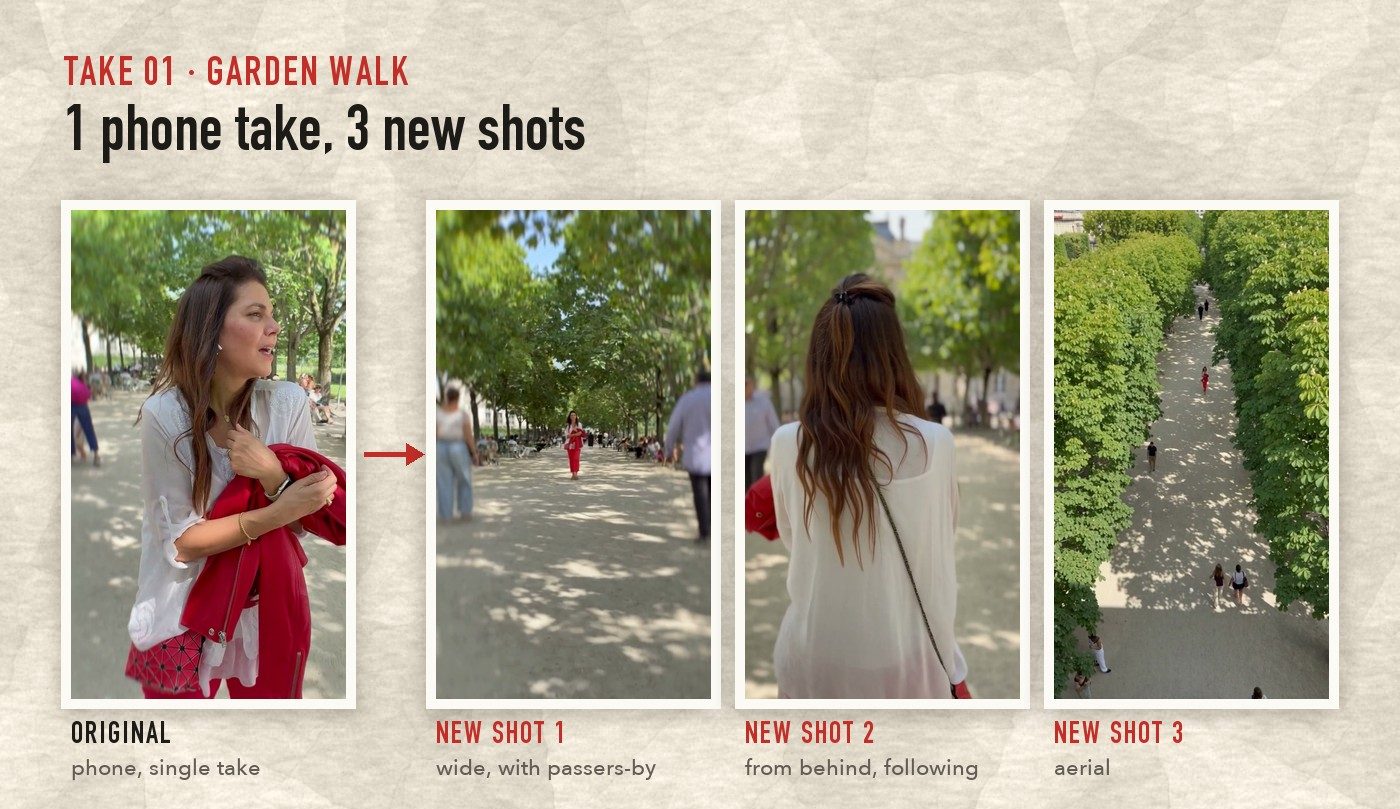 TAKE 01 · GARDEN WALK
1 phone take, 3 new shots
ORIGINAL
phone, single take
NEW SHOT 1
wide, with passers-by
NEW SHOT 2
from behind, following
NEW SHOT 3
aerial